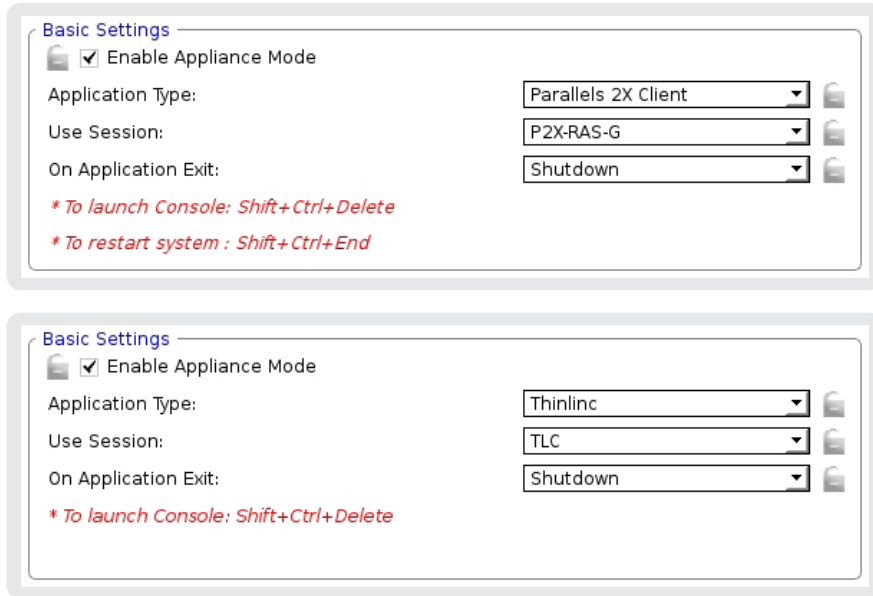 Basic Settings
Enable Appliance Mode
Application Type: Parallels 2X Client
Use Session: P2X-RAS-G
On Application Exit: Shutdown
* To launch Console: Shift+Ctrl+Delete
* To restart system : Shift+Ctrl+End
Basic Settings
Enable Appliance Mode
Application Type: Thinlinc
Use Session: TLC
On Application Exit: Shutdown
* To launch Console: Shift+Ctrl+Delete